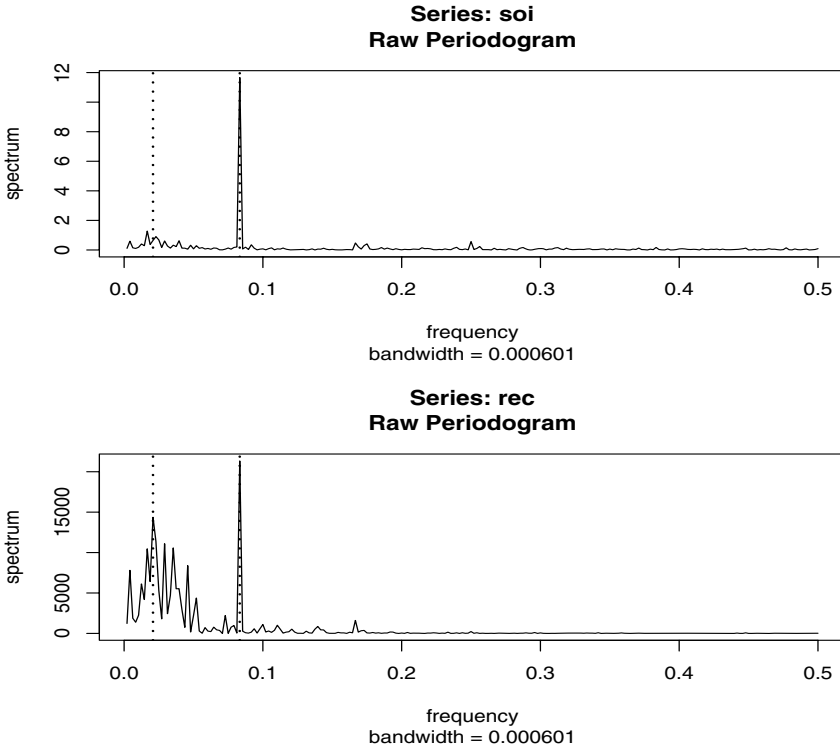 Series: soi
Raw Periodogram
spectrum
12
8
6
4
2
0
0.0 0.1 0.2 0.3 0.4 0.5
frequency
bandwidth = 0.000601
Series: rec
Raw Periodogram
spectrum
15000
5000
0
0.0 0.1 0.2 0.3 0.4 0.5
frequency
bandwidth = 0.000601